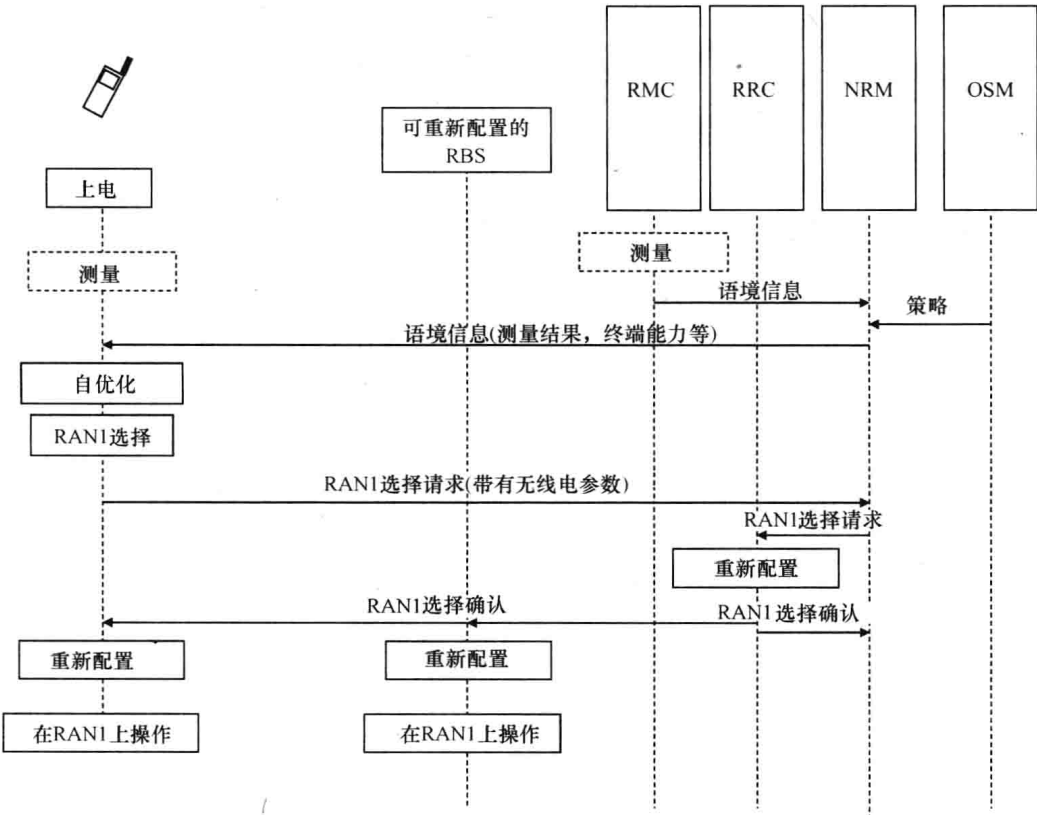 RMC
RRC
NRM
OSM
可重新配置的
RBS
上电
测量
测量
语境信息
策略
语境信息(测量结果，终端能力等)
自优化
RAN1选择
RAN1选择请求(带有无线电参数)
RAN1选择请求
重新配置
RAN1选择确认
RAN1选择确认
重新配置
重新配置
在RAN1上操作
在RAN1上操作